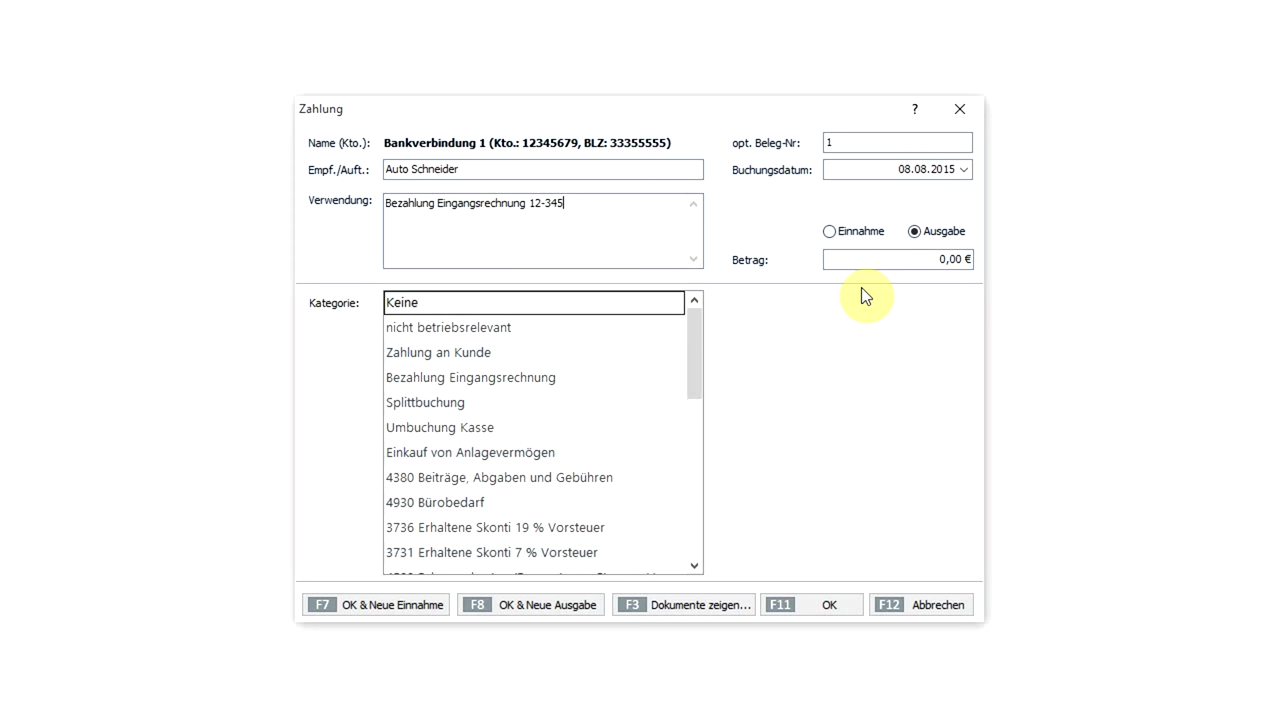 Zahlung ?
Name (Kto.): Bankverbindung 1 (Kto.: 12345679, BLZ: 33355555) opt. Beleg-Nr: 1
Empf./Auft.: Auto Schneider Buchungsdatum: 08.08.2015
Verwendung: Bezahlung Eingangsrechnung 12-345
Einnahme Ausgabe
Betrag: 0,00 €
Kategorie: Keine
nicht betriebsrelevant
Zahlung an Kunde
Bezahlung Eingangsrechnung
Splittbuchung
Umbuchung Kasse
Einkauf von Anlagevermögen
4380 Beiträge, Abgaben und Gebühren
4930 Bürobedarf
3736 Erhaltene Skonti 19 % Vorsteuer
3731 Erhaltene Skonti 7 % Vorsteuer
F7 OK & Neue Einnahme F8 OK & Neue Ausgabe F3 Dokumente zeigen... F11 OK F12 Abbrechen